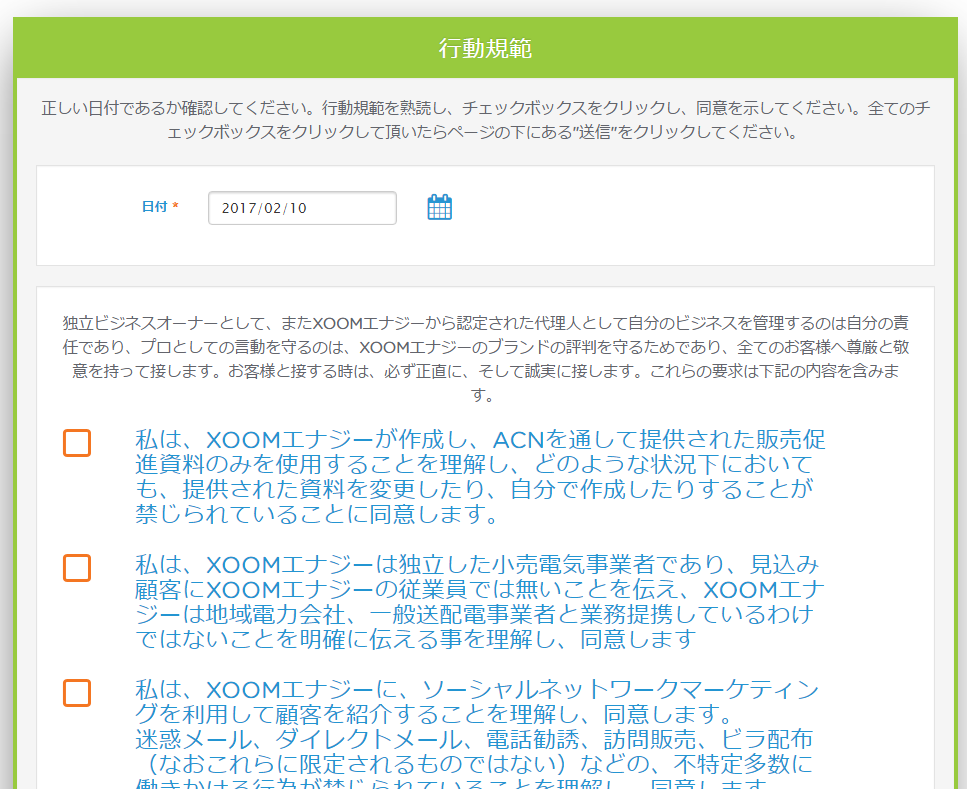 行動規範
正しい日付であるか確認してください。行動規範を熟読し、チェックボックスをクリックし、同意を示してください。全てのチ
ェックボックスをクリックして頂いたらページの下にある"送信"をクリックしてください。
日付 * 2017/02/10
独立ビジネスオーナーとして、またXOOMエナジーから認定された代理人として自分のビジネスを管理するのは自分の責
任であり、プロとしての言動を守るのは、XOOMエナジーのブランドの評判を守るためであり、全てのお客様へ尊厳と敬
意を持って接します。お客様と接する時は、必ず正直に、そして誠実に接します。これらの要求は下記の内容を含みま
す。
私は、XOOMエナジーが作成し、ACNを通して提供された販売促
進資料のみを使用することを理解し、どのような状況下において
も、提供された資料を変更したり、自分で作成したりすることが
禁じられていることに同意します。
私は、XOOMエナジーは独立した小売電気事業者であり、見込み
顧客にXOOMエナジーの従業員では無いことを伝え、XOOMエナ
ジーは地域電力会社、一般送配電事業者と業務提携しているわけ
ではないことを明確に伝える事を理解し、同意します
私は、XOOMエナジーに、ソーシャルネットワークマーケティン
グを利用して顧客を紹介することを理解し、同意します。
迷惑メール、ダイレクトメール、電話勧誘、訪問販売、ビラ配布
（なおこれらに限定されるものではない）などの、不特定多数に
働きかける行為が禁じられていることを理解し、同意します。